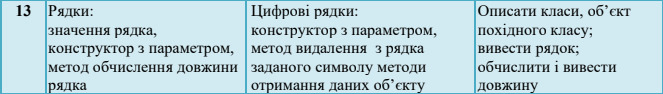 13
Рядки:
значення рядка,
конструктор з параметром,
метод обчислення довжини
рядка
Цифрові рядки:
конструктор з параметром,
метод видалення з рядка
заданого символу методи
отримання даних об’єкту
Описати класи, об’єкт
похідного класу;
вивести рядок;
обчислити і вивести
довжину